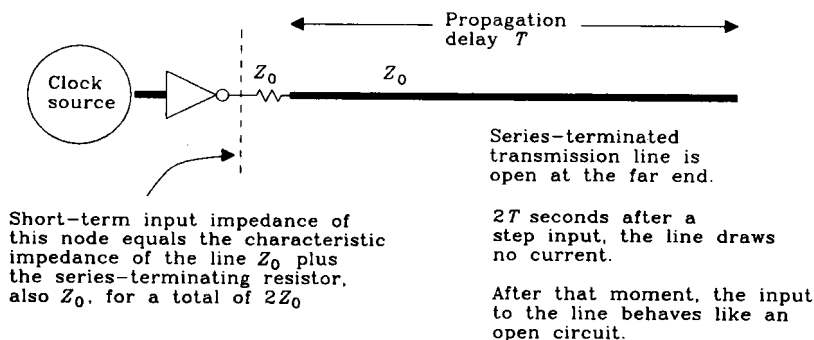 Propagation
delay T
Clock
source
Z₀
Z₀
Series-terminated
transmission line is
open at the far end.
2T seconds after a
step input, the line draws
no current.
After that moment, the input
to the line behaves like an
open circuit.
Short-term input impedance of
this node equals the characteristic
impedance of the line Z₀ plus
the series-terminating resistor,
also Z₀, for a total of 2Z₀